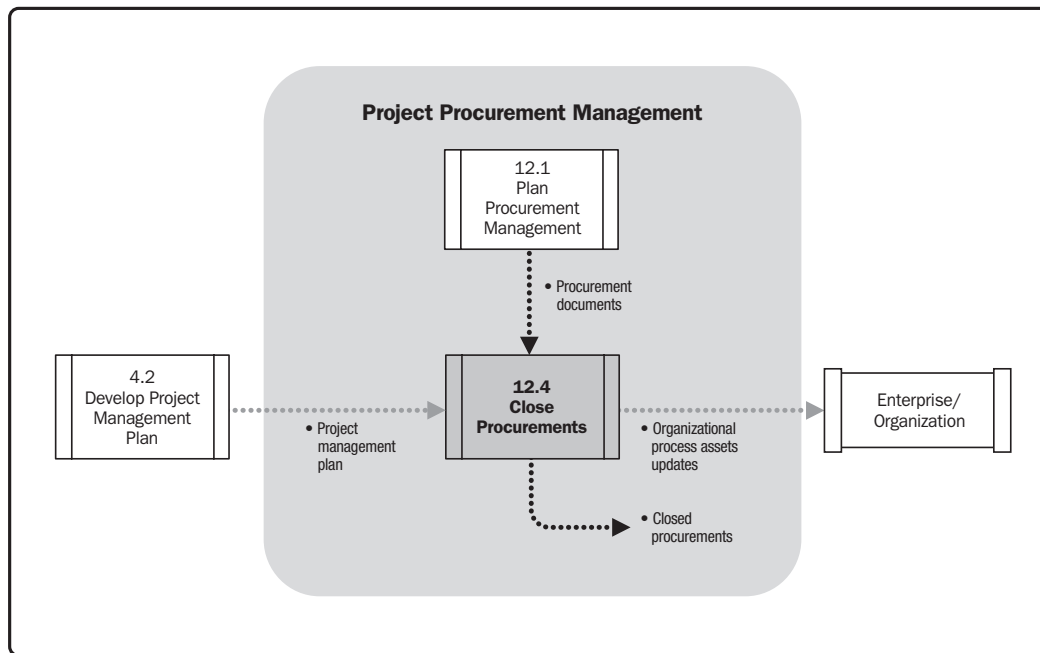 Project Procurement Management
12.1
Plan
Procurement
Management
• Procurement
documents
4.2
Develop Project
Management
Plan
• Project
management
plan
12.4
Close
Procurements
• Organizational
process assets
updates
Enterprise/
Organization
• Closed
procurements